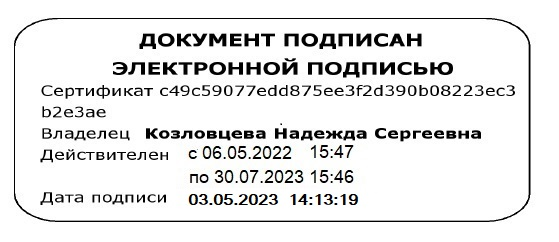 ДОКУМЕНТ ПОДПИСАН
ЭЛЕКТРОННОЙ ПОДПИСЬЮ
Сертификат c49c59077edd875ee3f2d390b08223ec3
b2e3ae
Владелец Козловцева Надежда Сергеевна
Действителен с 06.05.2022 15:47
по 30.07.2023 15:46
Дата подписи 03.05.2023 14:13:19